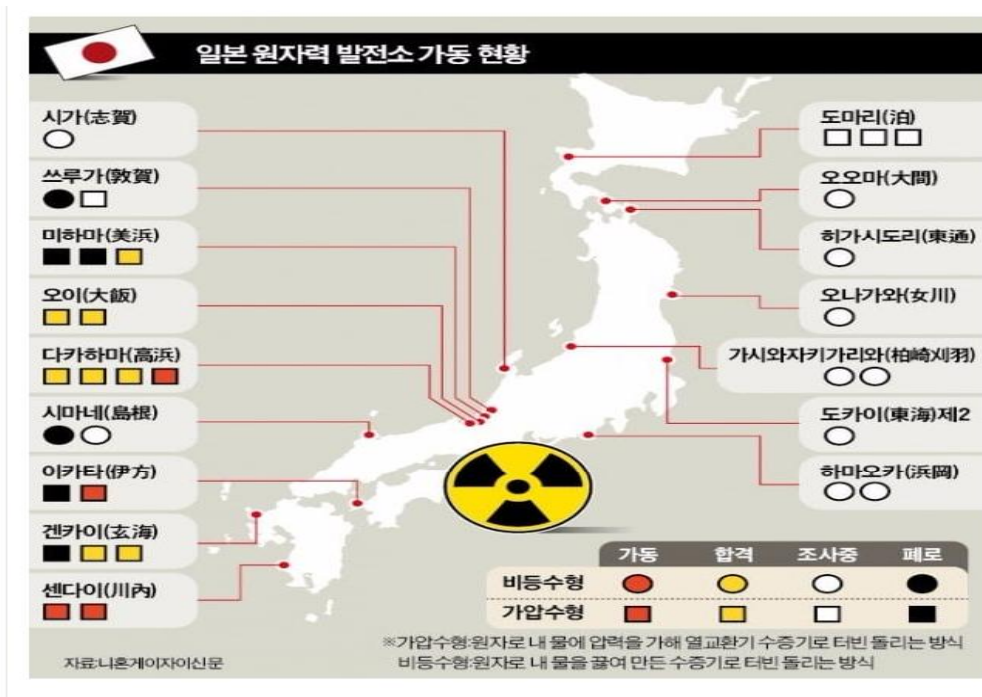 일본 원자력 발전소 가동 현황
시가(志賀)
쓰루가(敦賀)
미하마(美浜)
오이(大飯)
다카하마(高浜)
시마네(島根)
이카타(伊方)
겐카이(玄海)
센다이(川內)
도마리(泊)
오오마(大間)
히가시도리(東通)
오나가와(女川)
가시와자키가리와(柏崎刈羽)
도카이(東海)제2
하마오카(浜岡)
가동 합격 조사중 폐로
비등수형
가압수형
※가압수형:원자로 내 물에 압력을 가해 열교환기 수증기로 터빈 돌리는 방식
비등수형:원자로 내 물을 끓여 만든 수증기로 터빈 돌리는 방식
자료:니혼게이자이신문